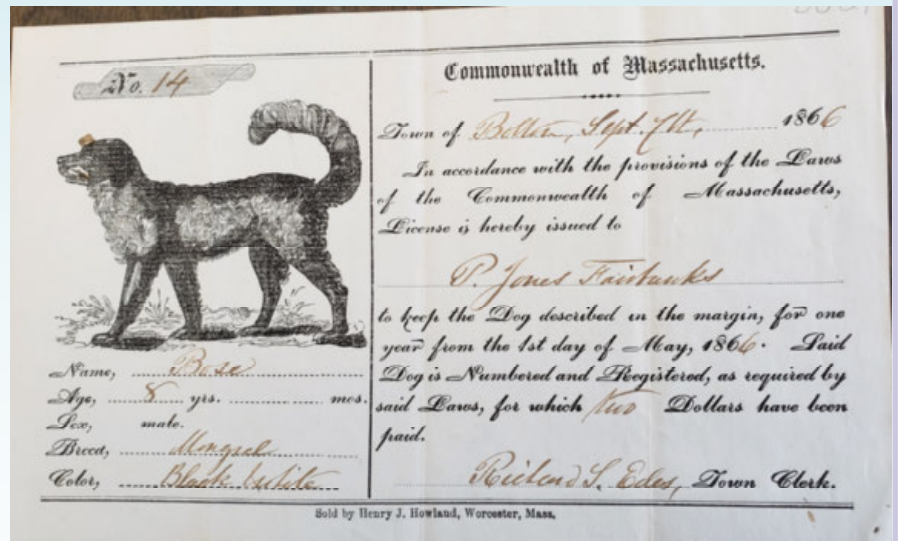 No. 14
Name, Bose
Age, 8 yrs. mos.
Sex, male.
Breed, Mongrel
Color, Black white
Commonwealth of Massachusetts.
Town of Bolton, Sept. 7th, 1866
In accordance with the provisions of the Laws
of the Commonwealth of Massachusetts,
License is hereby issued to
P. Jones Fairbanks
to keep the Dog described in the margin, for one
year from the 1st day of May, 1866. Said
Dog is Numbered and Registered, as required by
said Laws, for which two Dollars have been
paid.
Richard S. Edes, Town Clerk.
Sold by Henry J. Howland, Worcester, Mass.